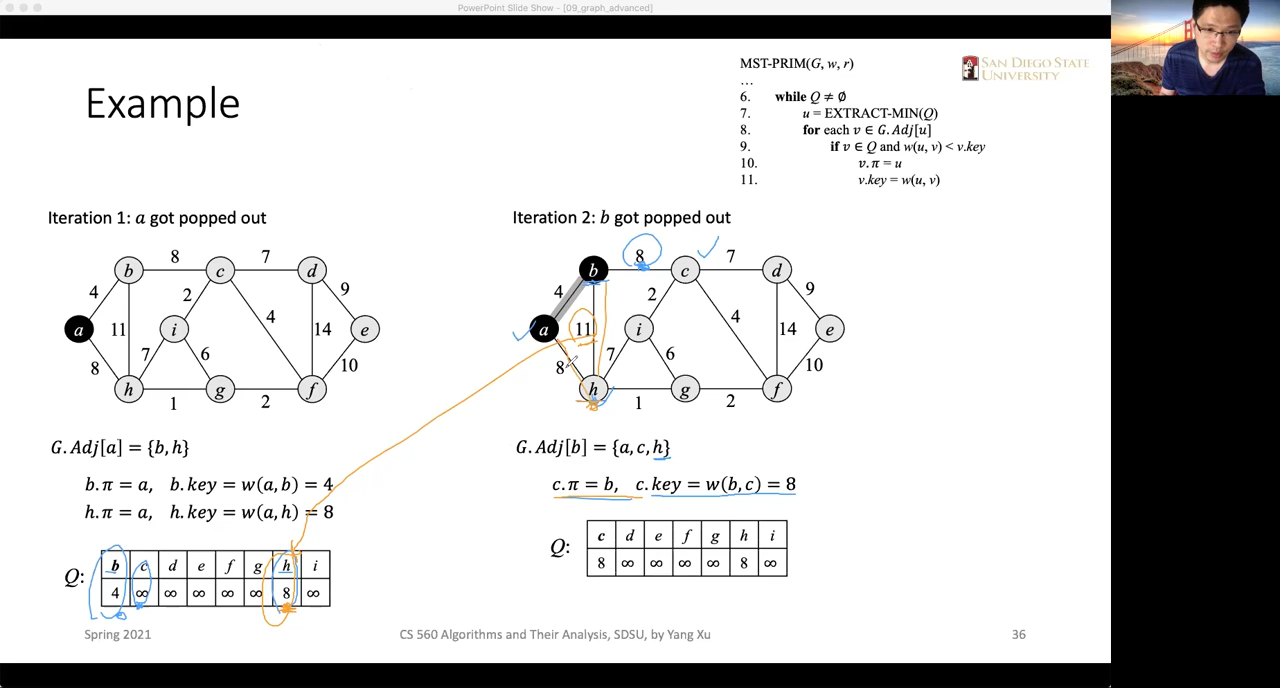 PowerPoint Slide Show - [09_graph_advanced]
Example
MST-PRIM(G, w, r)
...
6. while Q ≠ ∅
7. u = EXTRACT-MIN(Q)
8. for each v ∈ G.Adj[u]
9. if v ∈ Q and w(u, v) < v.key
10. v.π = u
11. v.key = w(u, v)
SAN DIEGO STATE
UNIVERSITY
Iteration 1: a got popped out
b 8 c 7 d
4 2 9
a 11 i 4 14 e
8 7 6 10
h 1 g 2 f
G.Adj[a] = {b, h}
b.π = a, b.key = w(a, b) = 4
h.π = a, h.key = w(a, h) = 8
Q:
b c d e f g h i
4 ∞ ∞ ∞ ∞ ∞ 8 ∞
Iteration 2: b got popped out
b 8 c 7 d
4 2 9
a 11 i 4 14 e
8 7 6 10
h 1 g 2 f
G.Adj[b] = {a, c, h}
c.π = b, c.key = w(b, c) = 8
Q:
c d e f g h i
8 ∞ ∞ ∞ ∞ 8 ∞
Spring 2021
CS 560 Algorithms and Their Analysis, SDSU, by Yang Xu
36